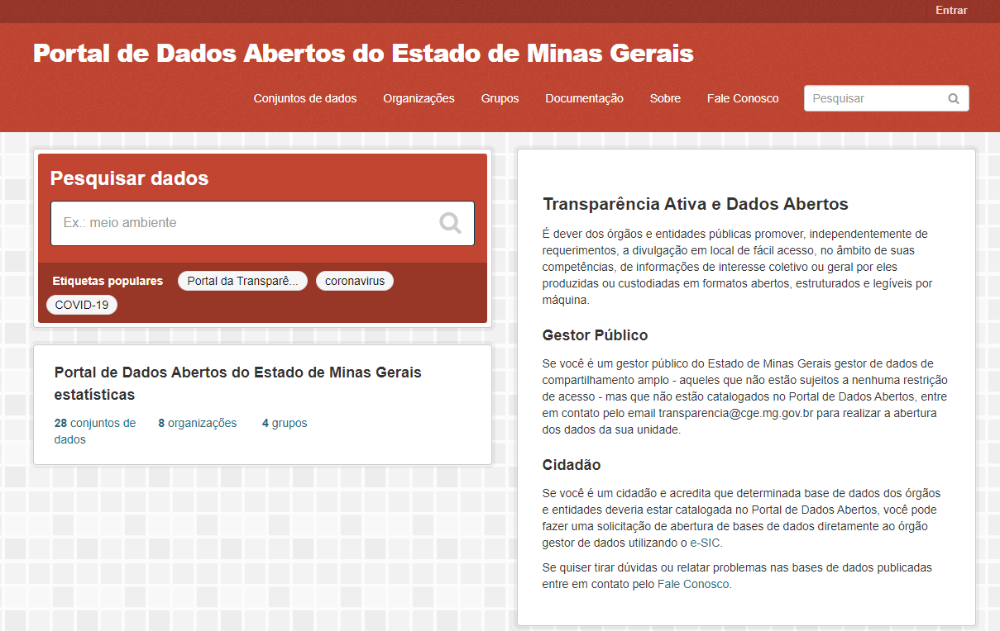 Entrar
Portal de Dados Abertos do Estado de Minas Gerais
Conjuntos de dados Organizações Grupos Documentação Sobre Fale Conosco Pesquisar
Pesquisar dados
Ex.: meio ambiente
Etiquetas populares Portal da Transparê... coronavirus
COVID-19
Portal de Dados Abertos do Estado de Minas Gerais
estatísticas
28 conjuntos de
dados
8 organizações
4 grupos
Transparência Ativa e Dados Abertos
É dever dos órgãos e entidades públicas promover, independentemente de
requerimentos, a divulgação em local de fácil acesso, no âmbito de suas
competências, de informações de interesse coletivo ou geral por eles
produzidas ou custodiadas em formatos abertos, estruturados e legíveis por
máquina.
Gestor Público
Se você é um gestor público do Estado de Minas Gerais gestor de dados de
compartilhamento amplo - aqueles que não estão sujeitos a nenhuma restrição
de acesso - mas que não estão catalogados no Portal de Dados Abertos, entre
em contato pelo email transparencia@cge.mg.gov.br para realizar a abertura
dos dados da sua unidade.
Cidadão
Se você é um cidadão e acredita que determinada base de dados dos órgãos
e entidades deveria estar catalogada no Portal de Dados Abertos, você pode
fazer uma solicitação de abertura de bases de dados diretamente ao órgão
gestor de dados utilizando o e-SIC.
Se quiser tirar dúvidas ou relatar problemas nas bases de dados publicadas
entre em contato pelo Fale Conosco.